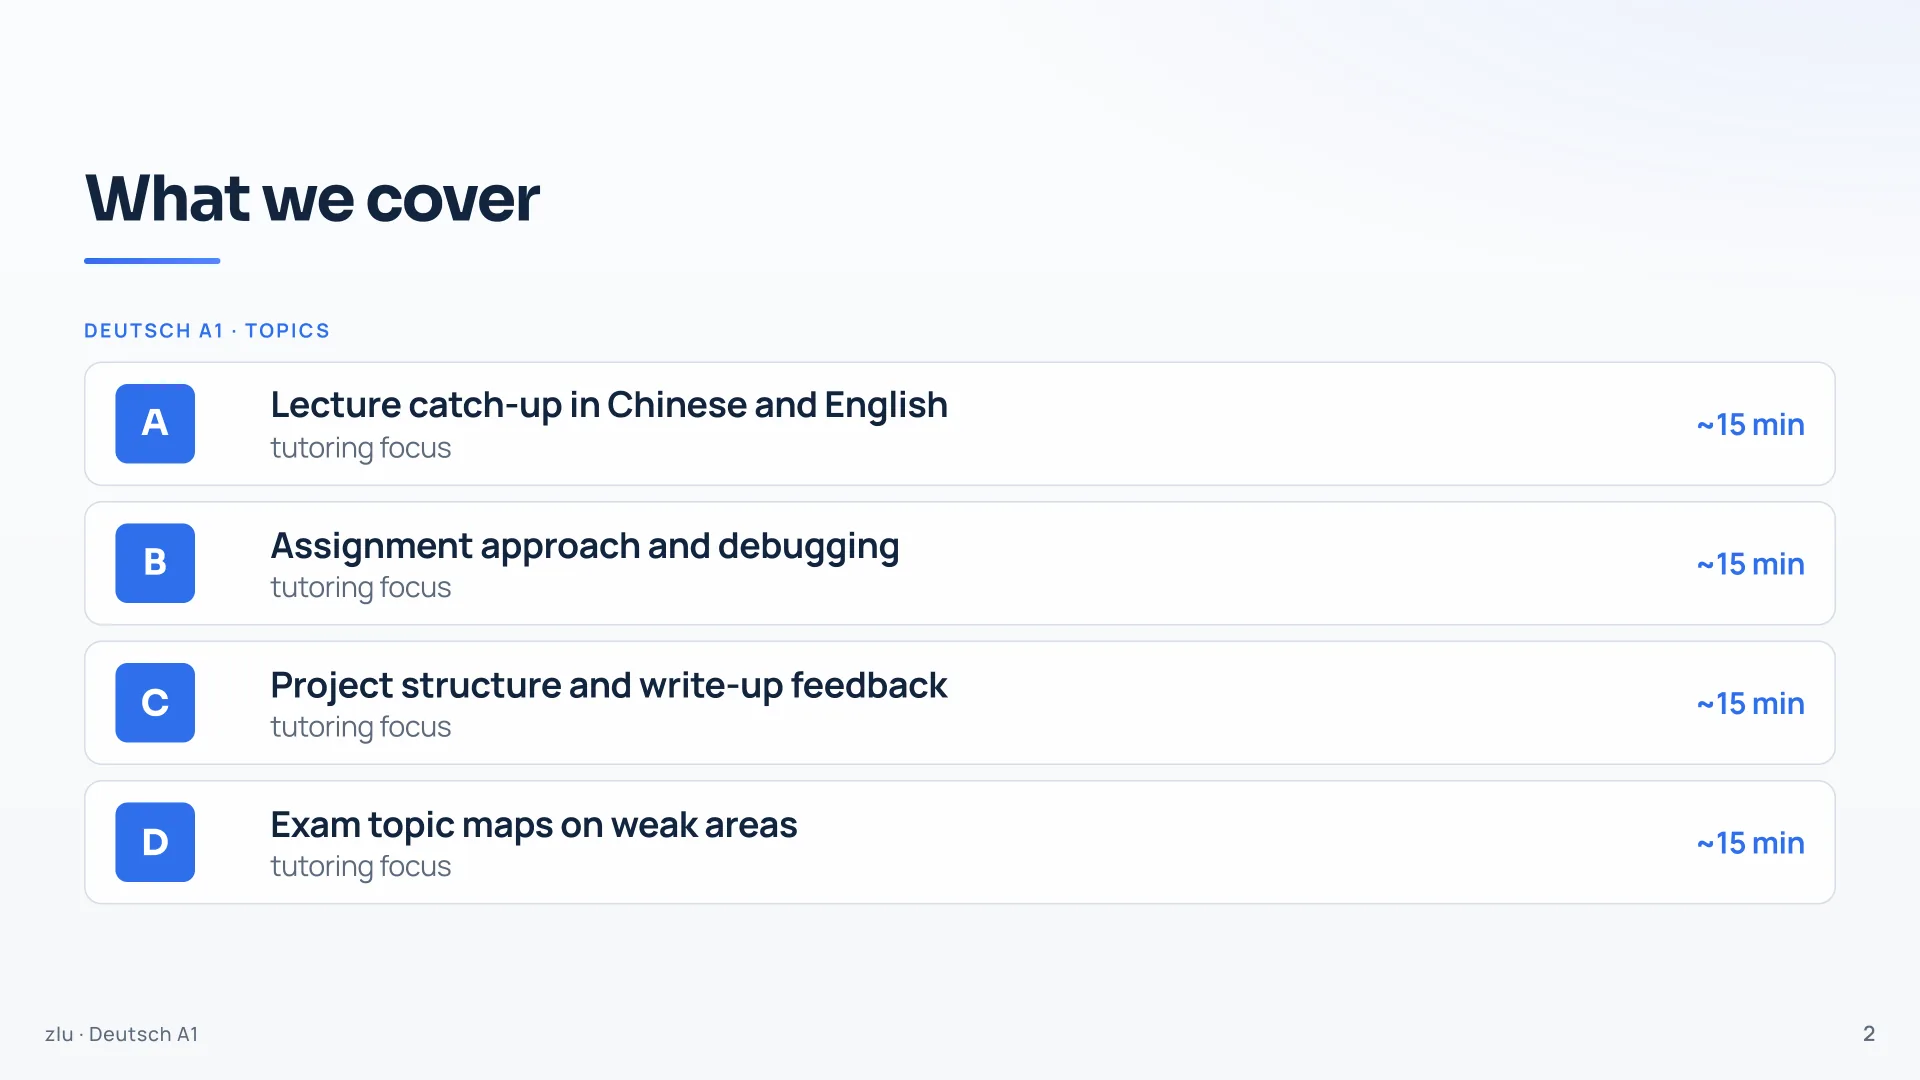 What we cover
DEUTSCH A1 · TOPICS
A
Lecture catch-up in Chinese and English
tutoring focus
~15 min
B
Assignment approach and debugging
tutoring focus
~15 min
C
Project structure and write-up feedback
tutoring focus
~15 min
D
Exam topic maps on weak areas
tutoring focus
~15 min
zlu · Deutsch A1
2